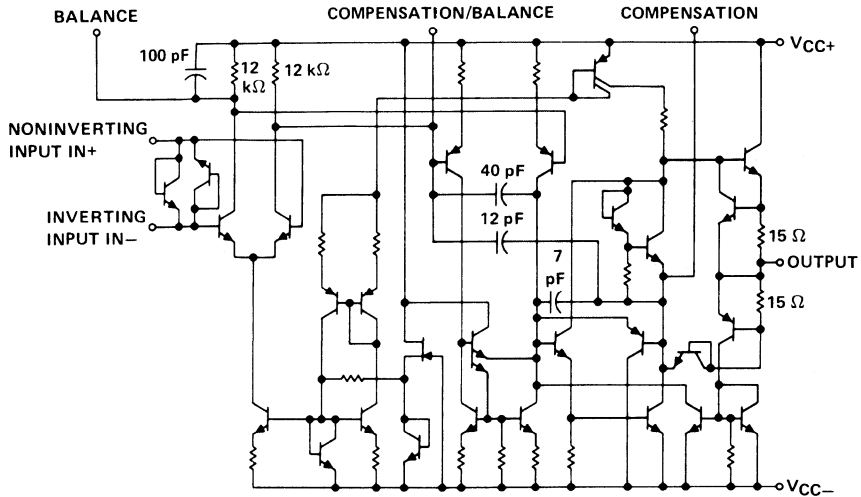 BALANCE
COMPENSATION/BALANCE
COMPENSATION
VCC+
100 pF
12
kΩ
12 kΩ
NONINVERTING
INPUT IN+
INVERTING
INPUT IN−
40 pF
12 pF
7
pF
15 Ω
OUTPUT
15 Ω
VCC−